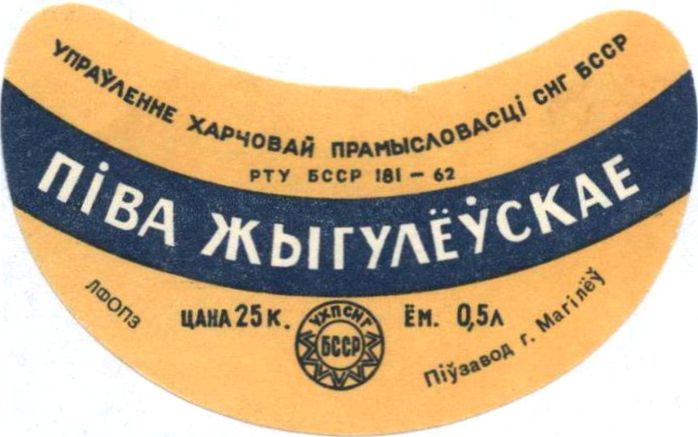 УПРАЎЛЕННЕ ХАРЧОВАЙ ПРАМЫСЛОВАСЦІ СНГ БССР
РТУ БССР 181 — 62
ПІВА ЖЫГУЛЁЎСКАЕ
ЛФОПЗ
ЦАНА 25 К.
УХПСНГ
БССР
ЁМ. 0,5 Л
Піўзавод г. Магілёў